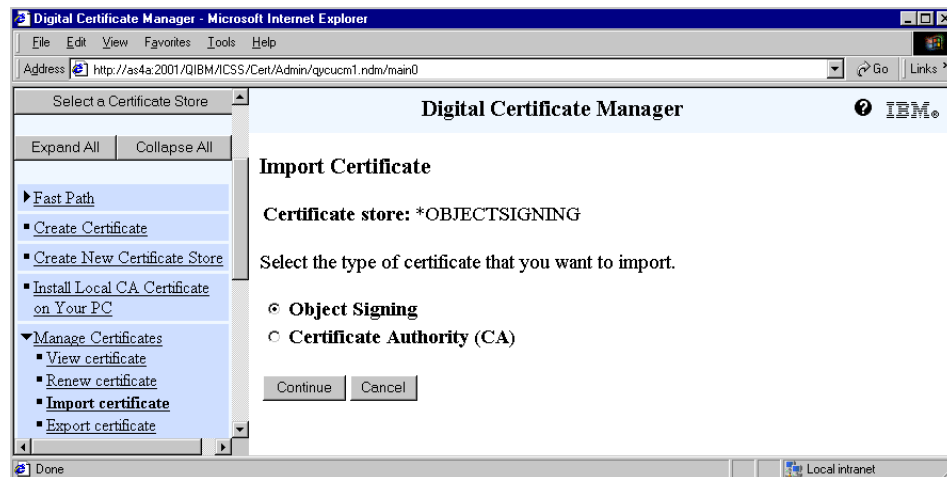 Digital Certificate Manager - Microsoft Internet Explorer
File Edit View Favorites Tools Help
Address http://as4a:2001/QIBM/ICSS/Cert/Admin/qycucm1.ndm/main0 Go Links
Select a Certificate Store
Expand All Collapse All
Fast Path
Create Certificate
Create New Certificate Store
Install Local CA Certificate
on Your PC
Manage Certificates
View certificate
Renew certificate
Import certificate
Export certificate
Digital Certificate Manager
IBM®
Import Certificate
Certificate store: *OBJECTSIGNING
Select the type of certificate that you want to import.
Object Signing
Certificate Authority (CA)
Continue Cancel
Done Local intranet